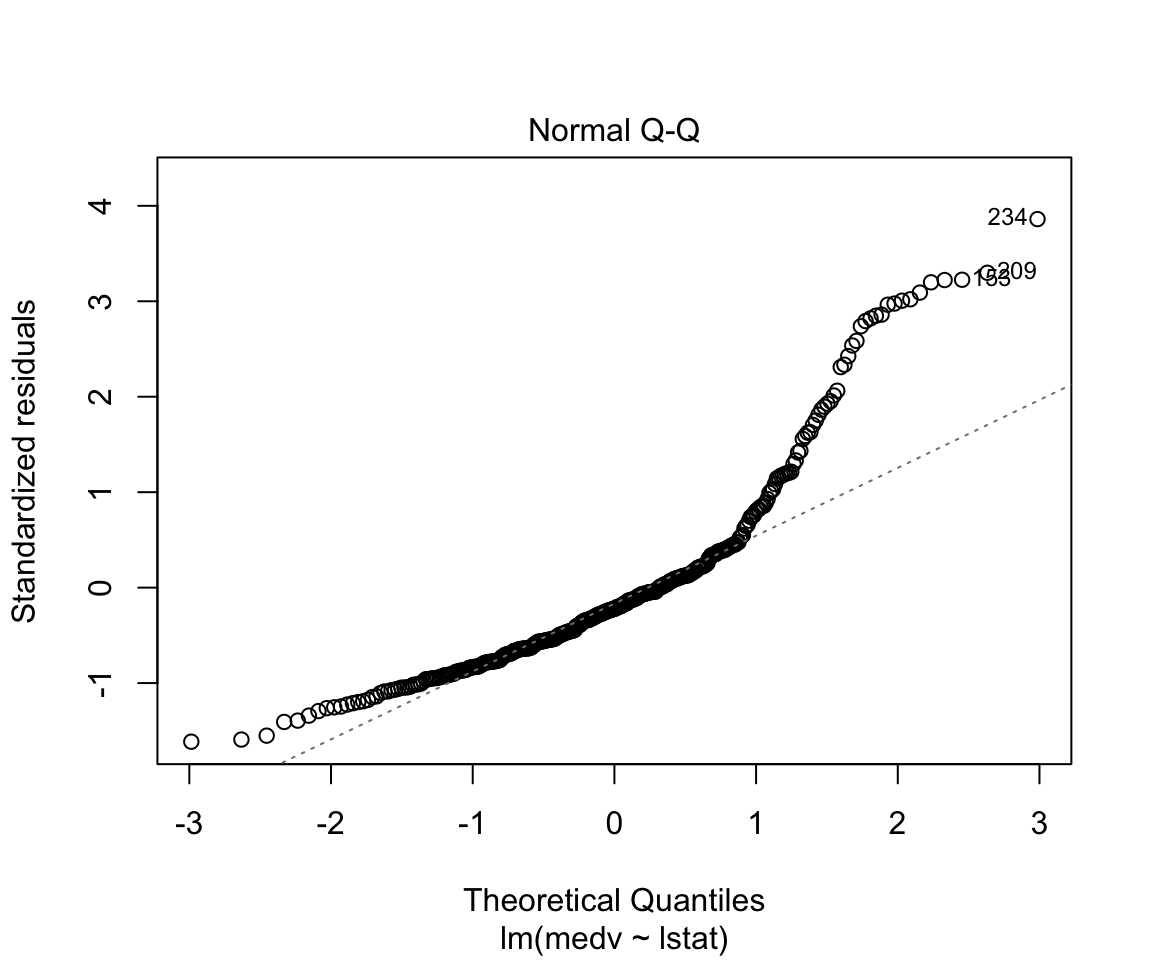 Normal Q-Q
Standardized residuals
4
3
2
1
0
-1
234
209
153
-3 -2 -1 0 1 2 3
Theoretical Quantiles
lm(medv ~ lstat)